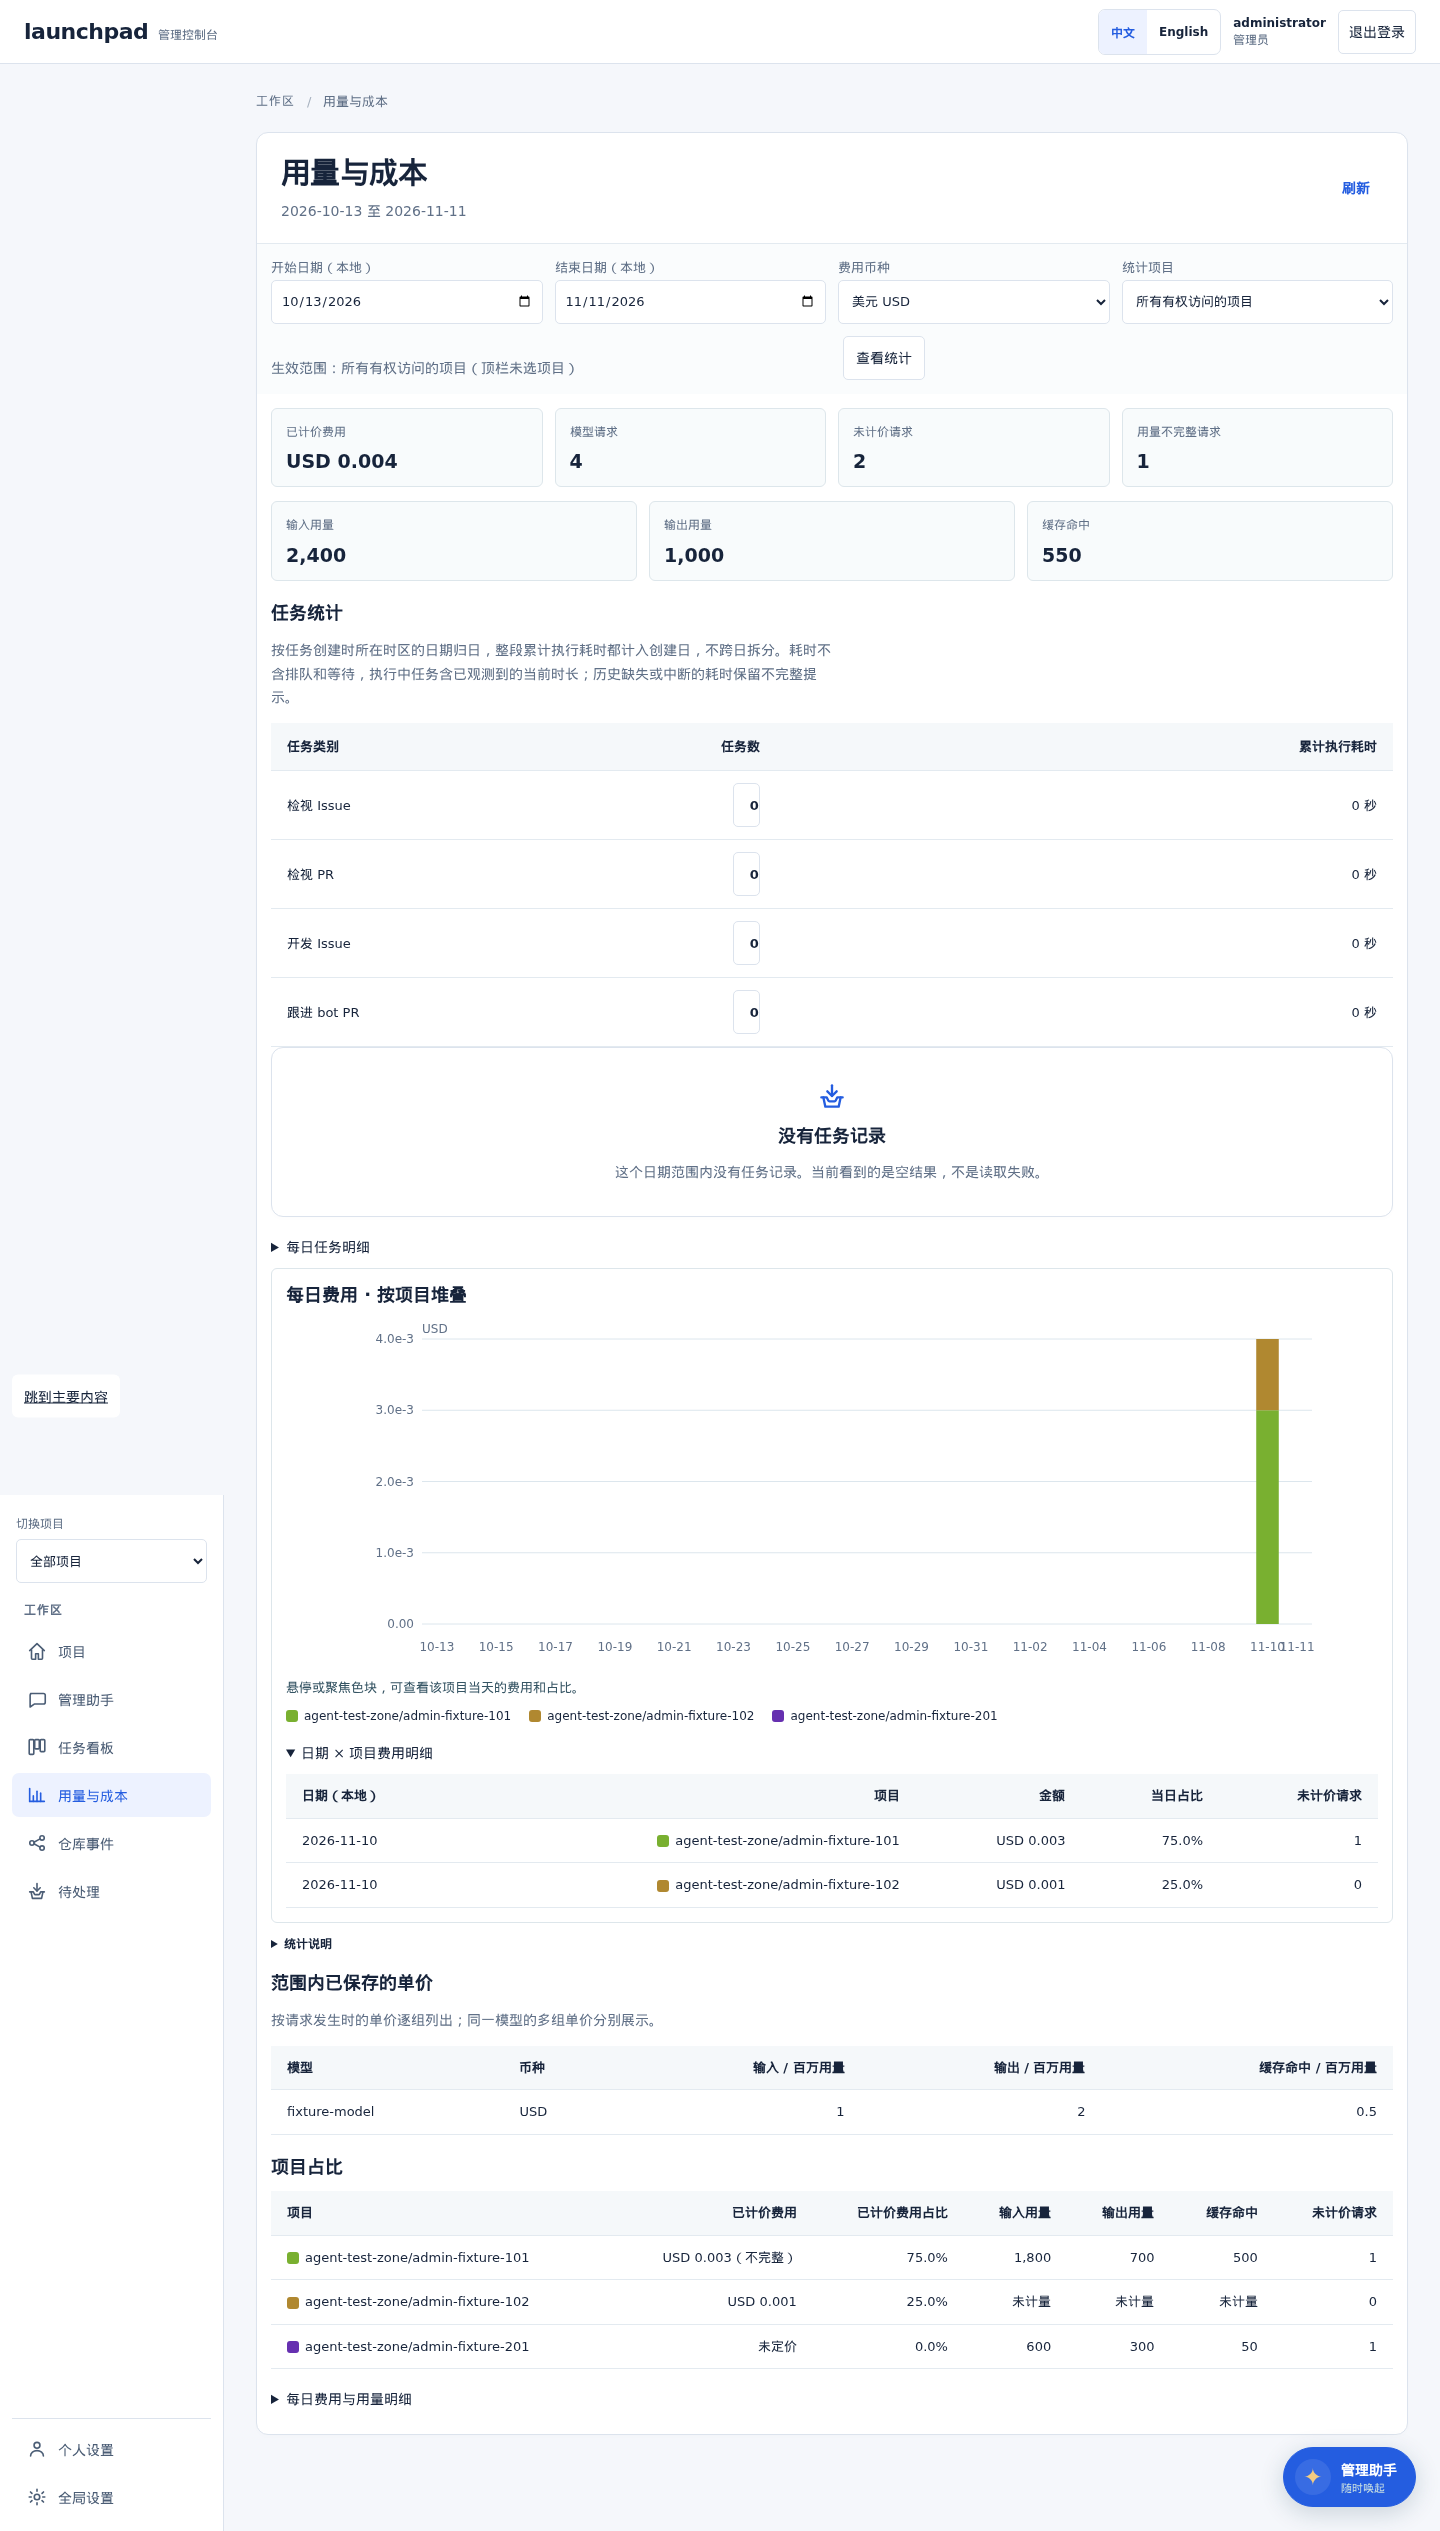 launchpad 管理控制台
中文 English administrator 管理员 退出登录
工作区 / 用量与成本
用量与成本
2026-10-13 至 2026-11-11
刷新
开始日期（本地） 结束日期（本地） 费用币种 统计项目
10/13/2026 11/11/2026 美元 USD 所有有权访问的项目
生效范围：所有有权访问的项目（顶栏未选项目） 查看统计
已计价费用 模型请求 未计价请求 用量不完整请求
USD 0.004 4 2 1
输入用量 输出用量 缓存命中
2,400 1,000 550
任务统计
按任务创建时所在时区的日期归日，整段累计执行耗时都计入创建日，不跨日拆分。耗时不
含排队和等待，执行中任务含已观测到的当前时长；历史缺失或中断的耗时保留不完整提
示。
任务类别 任务数 累计执行耗时
检视 Issue 0 0 秒
检视 PR 0 0 秒
开发 Issue 0 0 秒
跟进 bot PR 0 0 秒
没有任务记录
这个日期范围内没有任务记录。当前看到的是空结果，不是读取失败。
▶ 每日任务明细
每日费用 · 按项目堆叠
USD
4.0e-3
3.0e-3
2.0e-3
1.0e-3
0.00
10-13 10-15 10-17 10-19 10-21 10-23 10-25 10-27 10-29 10-31 11-02 11-04 11-06 11-08 11-10 11-11
悬停或聚焦色块，可查看该项目当天的费用和占比。
agent-test-zone/admin-fixture-101 agent-test-zone/admin-fixture-102 agent-test-zone/admin-fixture-201
▼ 日期 × 项目费用明细
日期（本地） 项目 金额 当日占比 未计价请求
2026-11-10 agent-test-zone/admin-fixture-101 USD 0.003 75.0% 1
2026-11-10 agent-test-zone/admin-fixture-102 USD 0.001 25.0% 0
▶ 统计说明
范围内已保存的单价
按请求发生时的单价逐组列出；同一模型的多组单价分别展示。
模型 币种 输入 / 百万用量 输出 / 百万用量 缓存命中 / 百万用量
fixture-model USD 1 2 0.5
项目占比
项目 已计价费用 已计价费用占比 输入用量 输出用量 缓存命中 未计价请求
agent-test-zone/admin-fixture-101 USD 0.003（不完整） 75.0% 1,800 700 500 1
agent-test-zone/admin-fixture-102 USD 0.001 25.0% 未计量 未计量 未计量 0
agent-test-zone/admin-fixture-201 未定价 0.0% 600 300 50 1
▶ 每日费用与用量明细
跳到主要内容
切换项目
全部项目
工作区
项目
管理助手
任务看板
用量与成本
仓库事件
待处理
个人设置
全局设置
管理助手
随时唤起